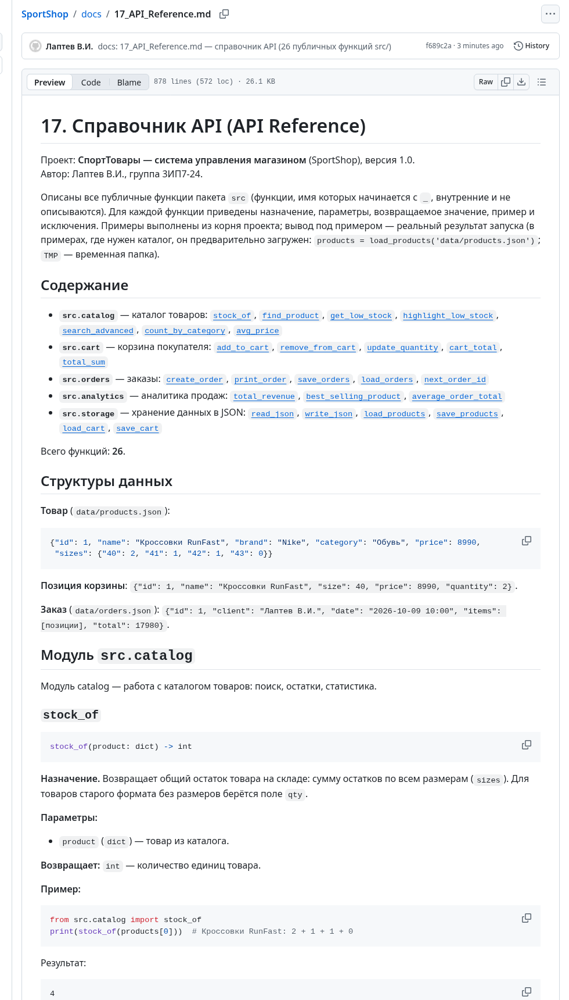 SportShop / docs / 17_API_Reference.md
Лаптев В.И. docs: 17_API_Reference.md — справочник API (26 публичных функций src/) f689c2a · 3 minutes ago History
Preview Code Blame 878 lines (572 loc) · 26.1 KB Raw
17. Справочник API (API Reference)
Проект: СпортТовары — система управления магазином (SportShop), версия 1.0.
Автор: Лаптев В.И., группа ЗИП7-24.
Описаны все публичные функции пакета src (функции, имя которых начинается с _, внутренние и не
описываются). Для каждой функции приведены назначение, параметры, возвращаемое значение, пример и
исключения. Примеры выполнены из корня проекта; вывод под примером — реальный результат запуска (в
примерах, где нужен каталог, он предварительно загружен: products = load_products('data/products.json') ;
TMP — временная папка).
Содержание
• src.catalog — каталог товаров: stock_of , find_product , get_low_stock , highlight_low_stock ,
search_advanced , count_by_category , avg_price
• src.cart — корзина покупателя: add_to_cart , remove_from_cart , update_quantity , cart_total ,
total_sum
• src.orders — заказы: create_order , print_order , save_orders , load_orders , next_order_id
• src.analytics — аналитика продаж: total_revenue , best_selling_product , average_order_total
• src.storage — хранение данных в JSON: read_json , write_json , load_products , save_products ,
load_cart , save_cart
Всего функций: 26.
Структуры данных
Товар ( data/products.json ):
{"id": 1, "name": "Кроссовки RunFast", "brand": "Nike", "category": "Обувь", "price": 8990,
"sizes": {"40": 2, "41": 1, "42": 1, "43": 0}}
Позиция корзины: {"id": 1, "name": "Кроссовки RunFast", "size": 40, "price": 8990, "quantity": 2} .
Заказ ( data/orders.json ): {"id": 1, "client": "Лаптев В.И.", "date": "2026-10-09 10:00", "items":
[позиции], "total": 17980} .
Модуль src.catalog
Модуль catalog — работа с каталогом товаров: поиск, остатки, статистика.
stock_of
stock_of(product: dict) -> int
Назначение. Возвращает общий остаток товара на складе: сумму остатков по всем размерам ( sizes ). Для
товаров старого формата без размеров берётся поле qty .
Параметры:
• product ( dict ) — товар из каталога.
Возвращает: int — количество единиц товара.
Пример:
from src.catalog import stock_of
print(stock_of(products[0])) # Кроссовки RunFast: 2 + 1 + 1 + 0
Результат:
4